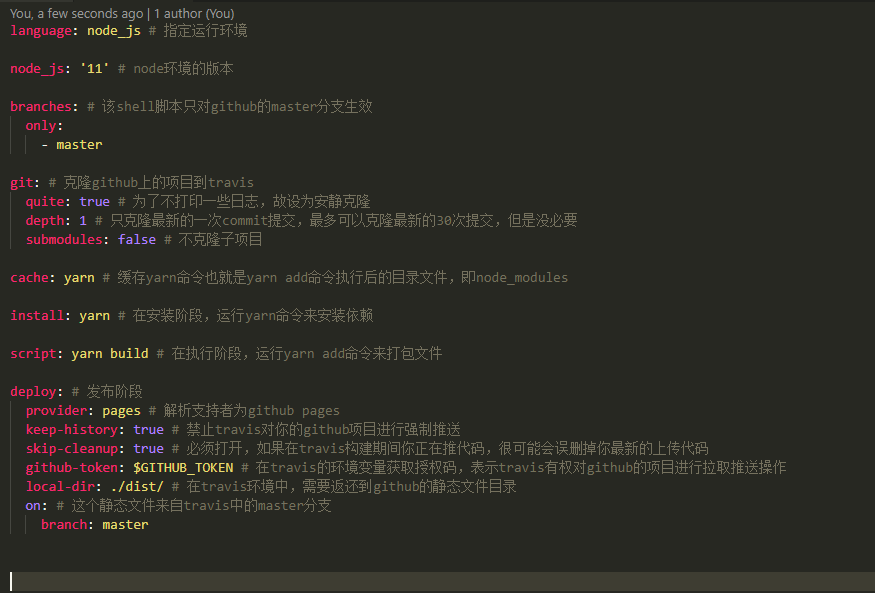 You, a few seconds ago | 1 author (You)
language: node_js # 指定运行环境
node_js: '11' # node环境的版本
branches: # 该shell脚本只对github的master分支生效
only:
- master
git: # 克隆github上的项目到travis
quite: true # 为了不打印一些日志，故设为安静克隆
depth: 1 # 只克隆最新的一次commit提交，最多可以克隆最新的30次提交，但是没必要
submodules: false # 不克隆子项目
cache: yarn # 缓存yarn命令也就是yarn add命令执行后的目录文件，即node_modules
install: yarn # 在安装阶段，运行yarn命令来安装依赖
script: yarn build # 在执行阶段，运行yarn add命令来打包文件
deploy: # 发布阶段
provider: pages # 解析支持者为github pages
keep-history: true # 禁止travis对你的github项目进行强制推送
skip-cleanup: true # 必须打开，如果在travis构建期间你正在推代码，很可能会误删掉你最新的上传代码
github-token: $GITHUB_TOKEN # 在travis的环境变量获取授权码，表示travis有权对github的项目进行拉取推送操作
local-dir: ./dist/ # 在travis环境中，需要返还到github的静态文件目录
on: # 这个静态文件来自travis中的master分支
branch: master